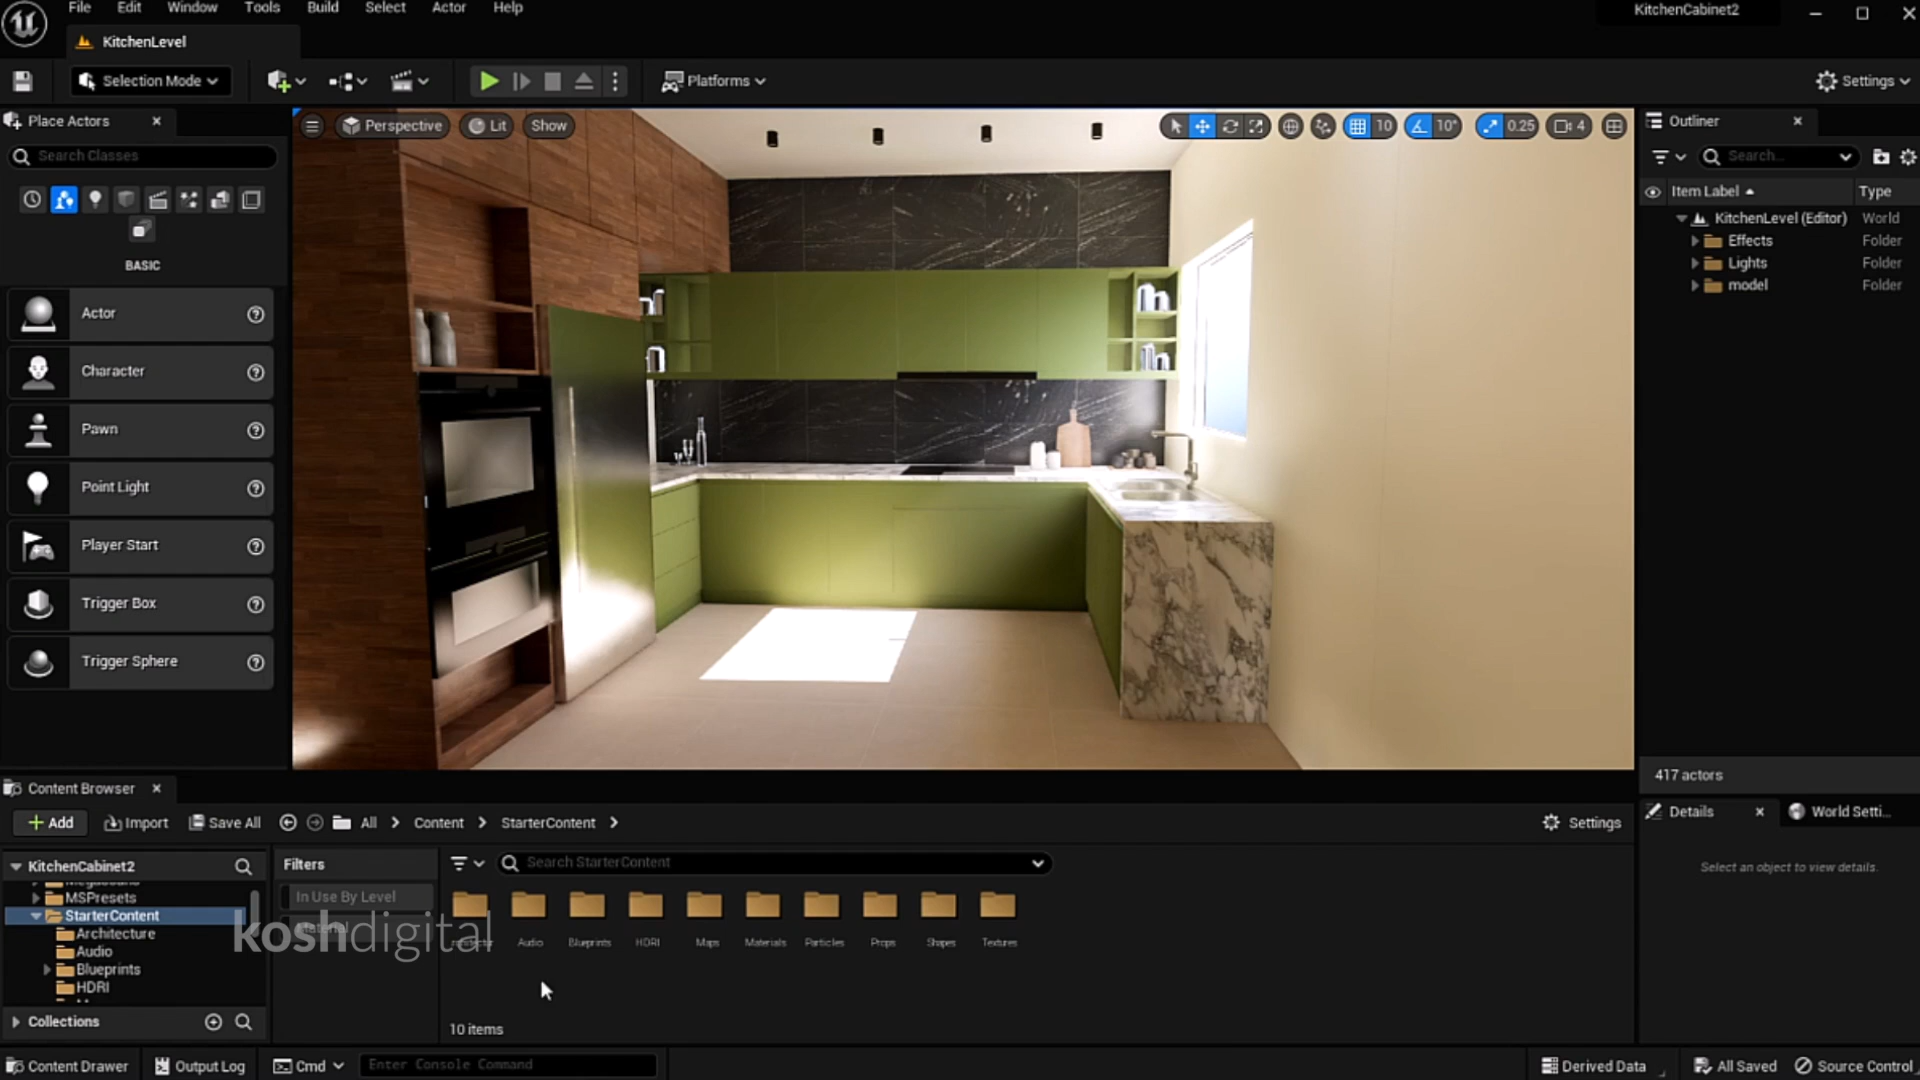 File Edit Window Tools Build Select Actor Help
KitchenCabinet2
KitchenLevel
Selection Mode
Platforms
Settings
Place Actors
Search Classes
BASIC
Actor
Character
Pawn
Point Light
Player Start
Trigger Box
Trigger Sphere
Perspective Lit Show
10 10° 0.25 4
Outliner
Search...
Item Label Type
KitchenLevel (Editor) World
Effects Folder
Lights Folder
model Folder
417 actors
Details World Setti...
Select an object to view details.
Content Browser
Add Import Save All All Content StarterContent Settings
KitchenCabinet2
MSPresets
StarterContent
Architecture
Audio
Blueprints
HDRI
Collections
Filters
In Use By Level
Material
Search StarterContent
Audio Blueprints HDRI Maps Materials Particles Props Shapes Textures
10 items
koshdigital
Content Drawer Output Log Cmd Enter Console Command Derived Data All Saved Source Control